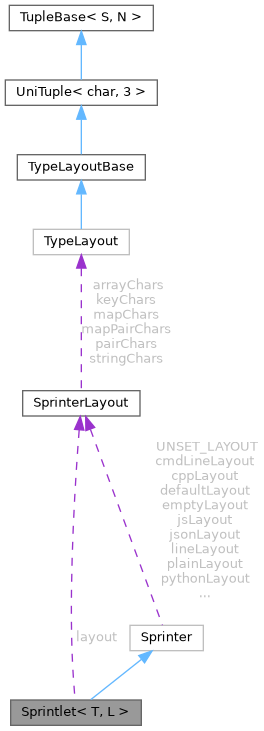 TupleBase< S, N >
UniTuple< char, 3 >
TypeLayoutBase
TypeLayout
arrayChars
keyChars
mapChars
mapPairChars
pairChars
stringChars
SprinterLayout
UNSET_LAYOUT
cmdLineLayout
cppLayout
defaultLayout
emptyLayout
jsLayout
jsonLayout
lineLayout
plainLayout
pythonLayout
...
layout
Sprinter
Sprintlet< T, L >